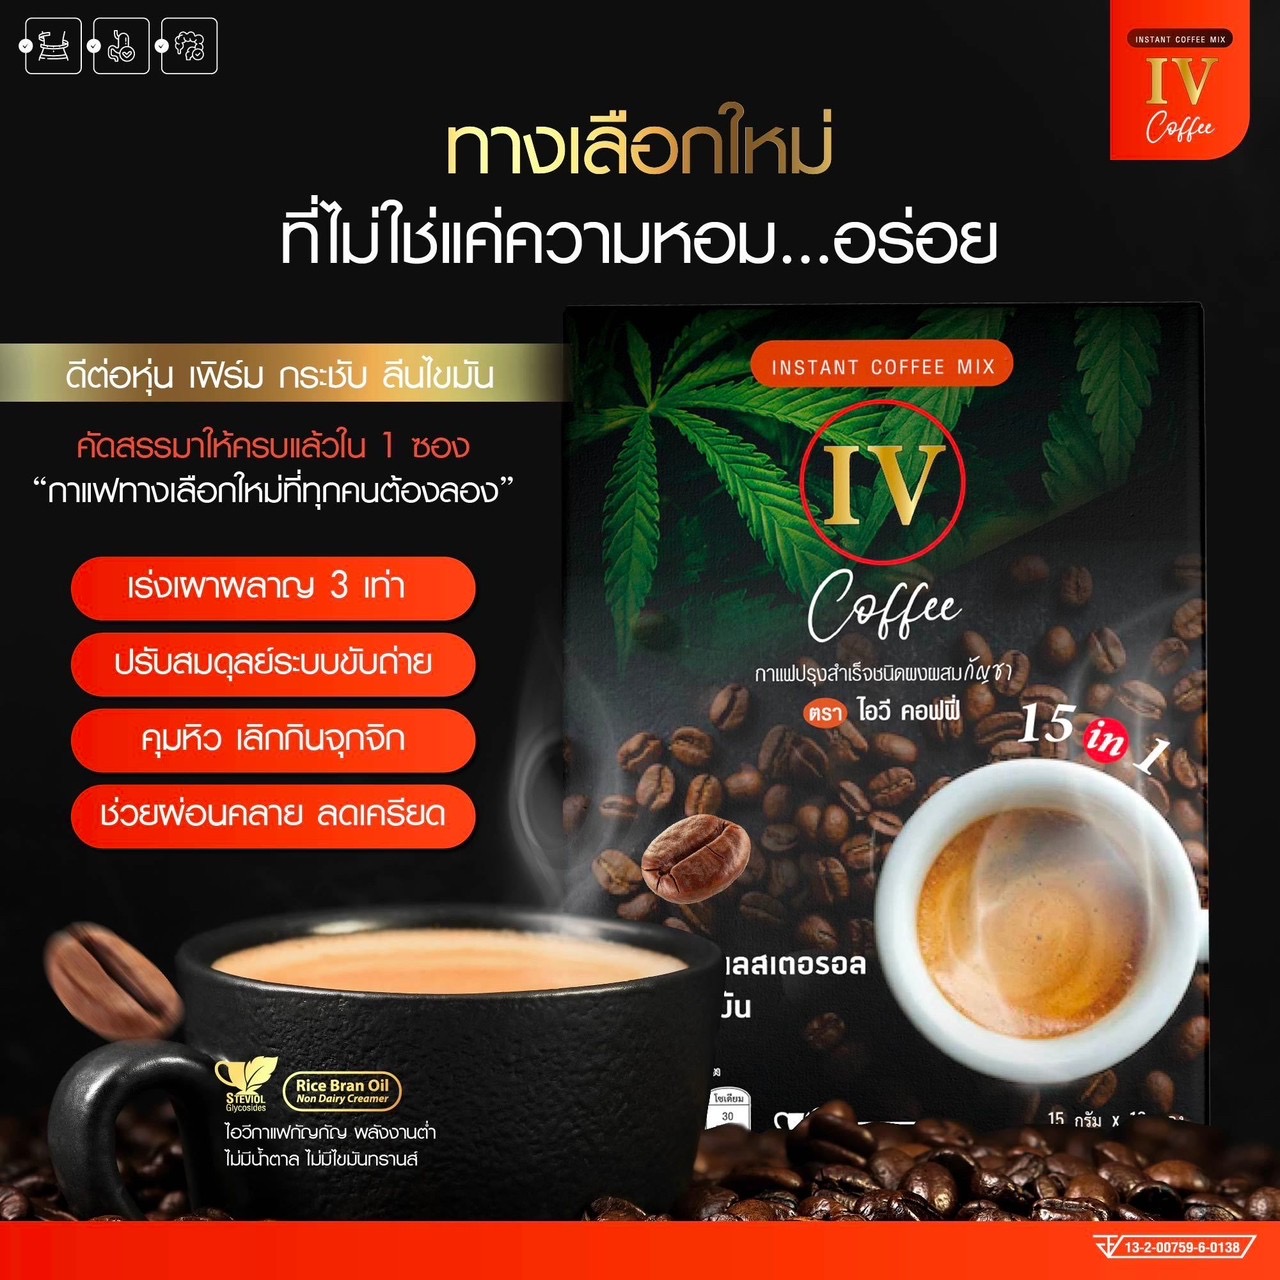 INSTANT COFFEE MIX
IV
Coffee
ทางเลือกใหม่
ที่ไม่ใช่แค่ความหอม...อร่อย
ดีต่อหุ่น เฟิร์ม กระชับ ลีนไขมัน
คัดสรรมาให้ครบแล้วใน 1 ซอง
“กาแฟทางเลือกใหม่ที่ทุกคนต้องลอง”
เร่งเผาผลาญ 3 เท่า
ปรับสมดุลย์ระบบขับถ่าย
คุมหิว เลิกกินจุกจิก
ช่วยผ่อนคลาย ลดเครียด
INSTANT COFFEE MIX
IV
Coffee
กาแฟปรุงสำเร็จชนิดผงผสมกัญชา
ตรา ไอวี คอฟฟี่
15 in 1
เลสเตอรอล
มัน
โซเดียม
30
15 กรัม x
STEVIOL
Glycosides
Rice Bran Oil
Non Dairy Creamer
ไอวีกาแฟกัญกัญ พลังงานต่ำ
ไม่มีน้ำตาล ไม่มีไขมันทรานส์
13-2-00759-6-0138